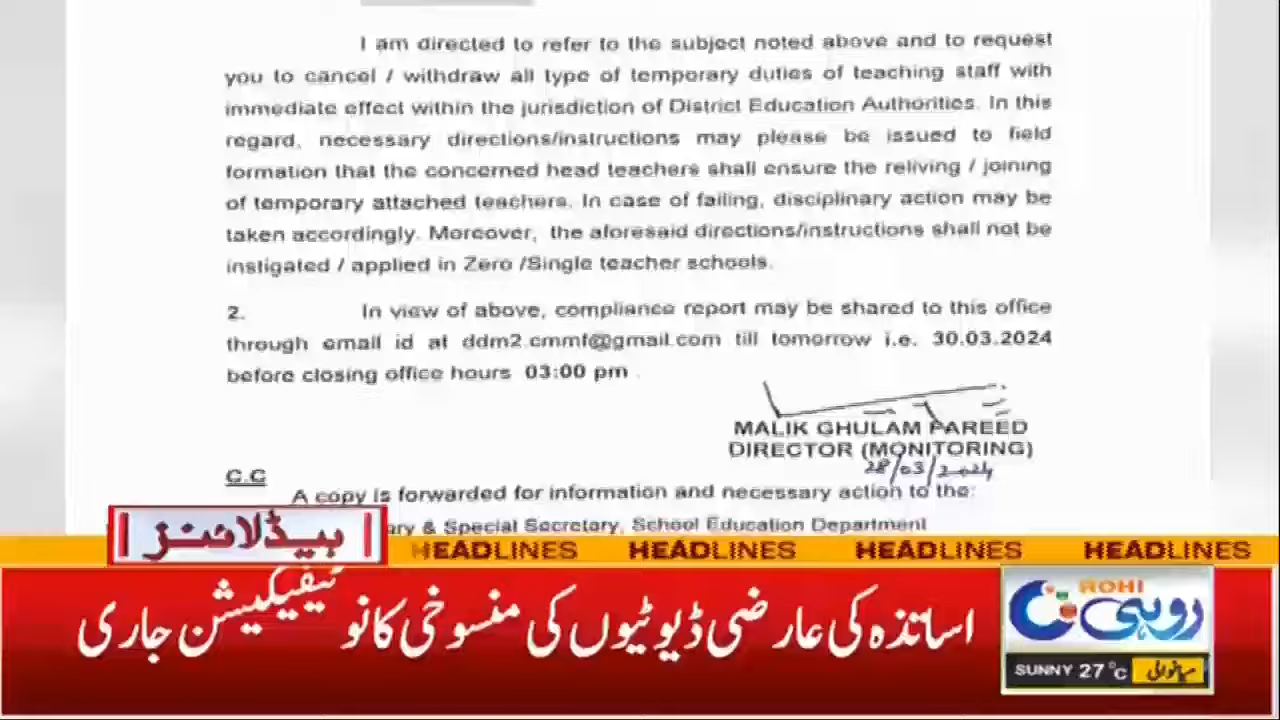 I am directed to refer to the subject noted above and to request
you to cancel / withdraw all type of temporary duties of teaching staff with
immediate effect within the jurisdiction of District Education Authorities. In this
regard, necessary directions/instructions may please be issued to field
formation that the concerned head teachers shall ensure the reliving / joining
of temporary attached teachers. In case of failing, disciplinary action may be
taken accordingly. Moreover, the aforesaid directions/instructions shall not be
instigated / applied in Zero /Single teacher schools.
2. In view of above, compliance report may be shared to this office
through email id at ddm2.cmmf@gmail.com till tomorrow i.e. 30.03.2024
before closing office hours 03:00 pm .
MALIK GHULAM FAREED
DIRECTOR (MONITORING)
28/03/2024
C.C
A copy is forwarded for information and necessary action to the:
& Special Secretary, School Education Department
ہیڈلائنز
HEADLINES HEADLINES HEADLINES HEADLINES
اساتذہ کی عارضی ڈیوٹیوں کی منسوخی کا نوٹیفیکیشن جاری
ROHI
روہی
SUNNY 27°C میانوالی